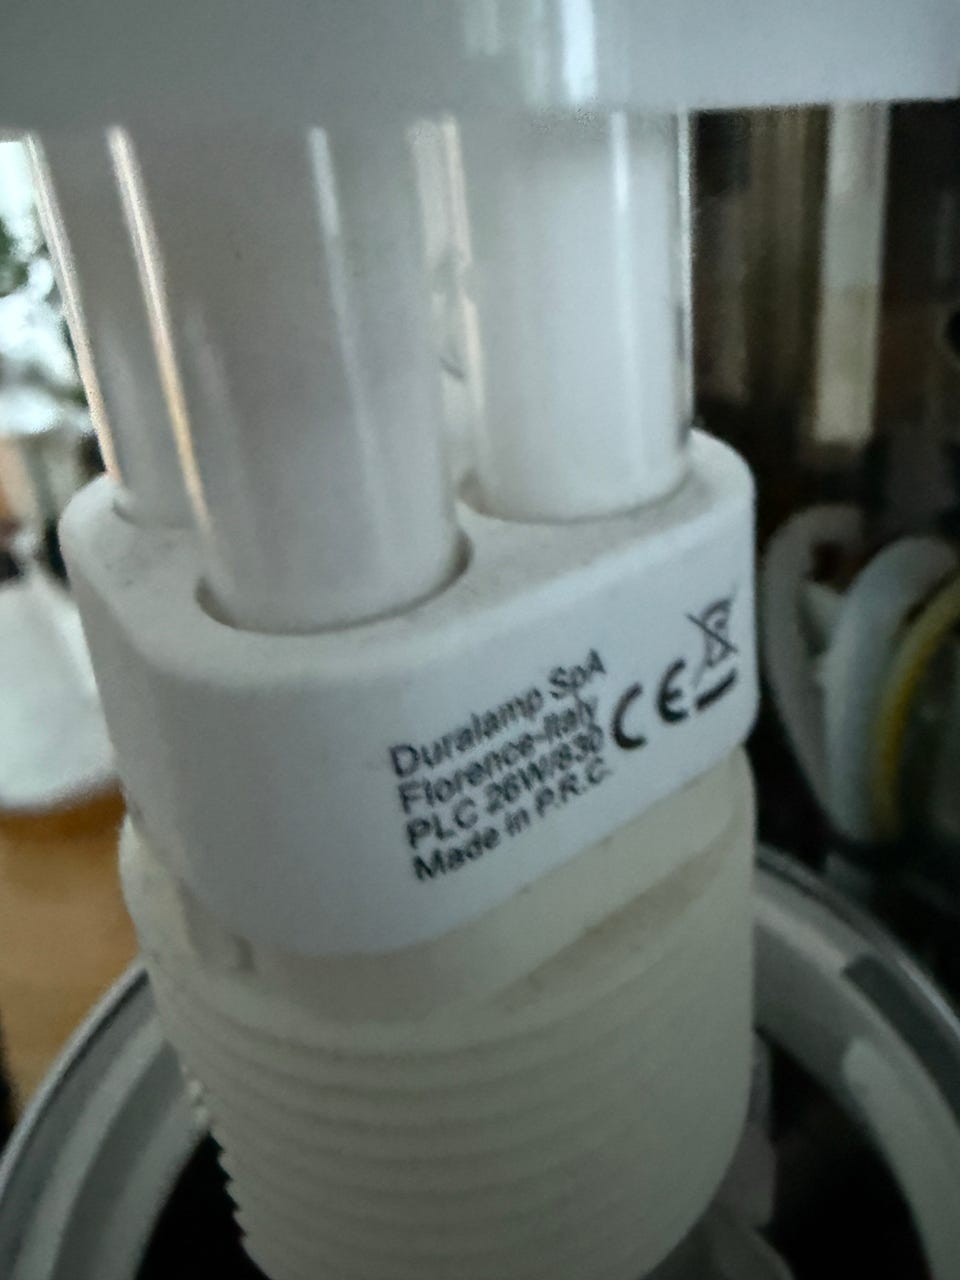 Duralamp SpA
Florence-Italy
PLC 26W/830
Made in P.R.C.
CE